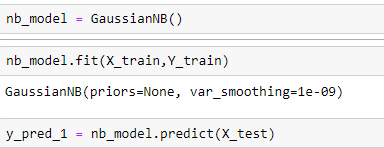 nb_model = GaussianNB()
nb_model.fit(X_train,Y_train)
GaussianNB(priors=None, var_smoothing=1e-09)
y_pred_1 = nb_model.predict(X_test)